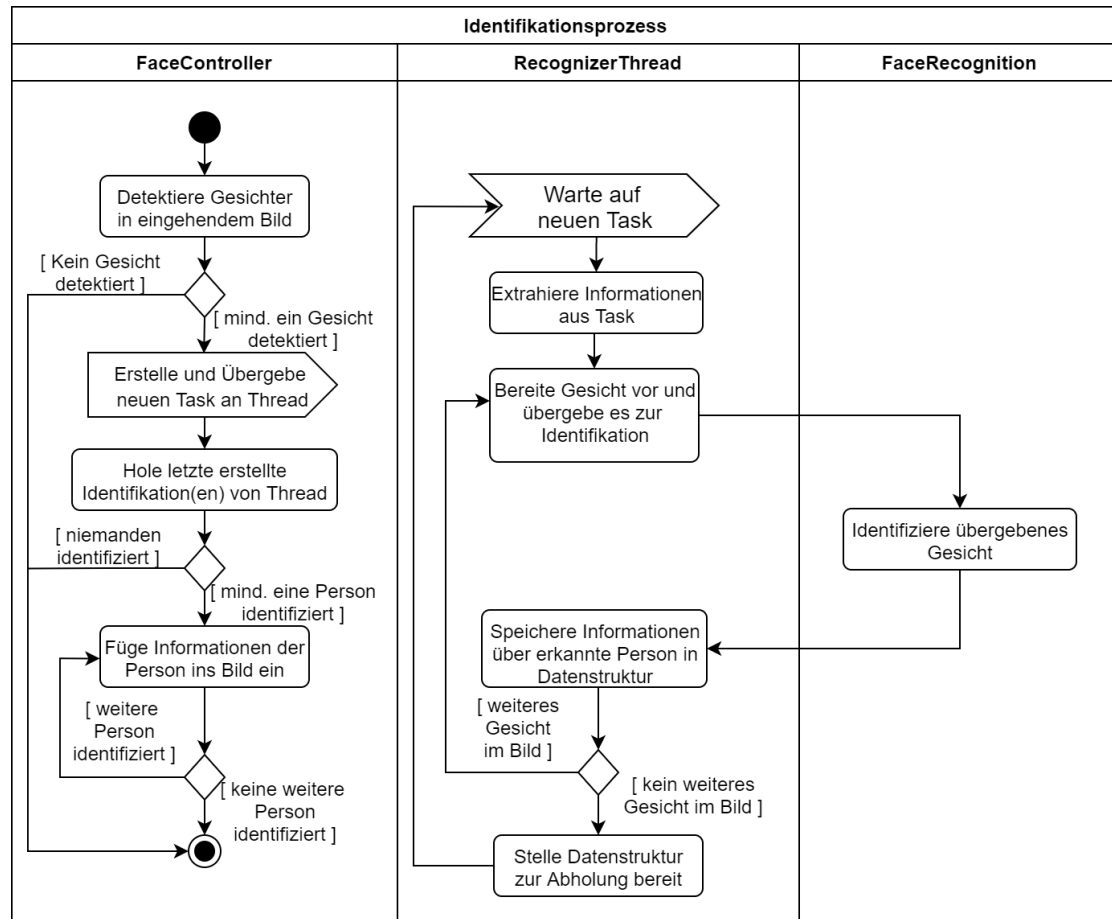 Identifikationsprozess
FaceController
RecognizerThread
FaceRecognition
Detektiere Gesichter
in eingehendem Bild
[ Kein Gesicht
detektiert ]
[ mind. ein Gesicht
detektiert ]
Erstelle und Übergebe
neuen Task an Thread
Hole letzte erstellte
Identifikation(en) von Thread
[ niemanden
identifiziert ]
[ mind. eine Person
identifiziert ]
Füge Informationen der
Person ins Bild ein
[ weitere
Person
identifiziert ]
[ keine weitere
Person
identifiziert ]
Warte auf
neuen Task
Extrahiere Informationen
aus Task
Bereite Gesicht vor und
übergebe es zur
Identifikation
Speichere Informationen
über erkannte Person in
Datenstruktur
[ weiteres
Gesicht
im Bild ]
[ kein weiteres
Gesicht im Bild ]
Stelle Datenstruktur
zur Abholung bereit
Identifiziere übergebenes
Gesicht